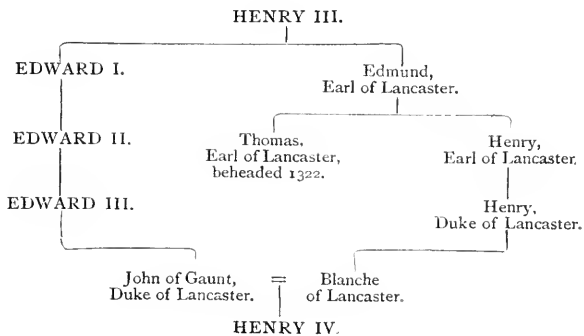 HENRY III.
EDWARD I.
Edmund,
Earl of Lancaster.
EDWARD II.
Thomas,
Earl of Lancaster,
beheaded 1322.
Henry,
Earl of Lancaster.
EDWARD III.
Henry,
Duke of Lancaster.
John of Gaunt,
Duke of Lancaster.
=
Blanche
of Lancaster.
HENRY IV.